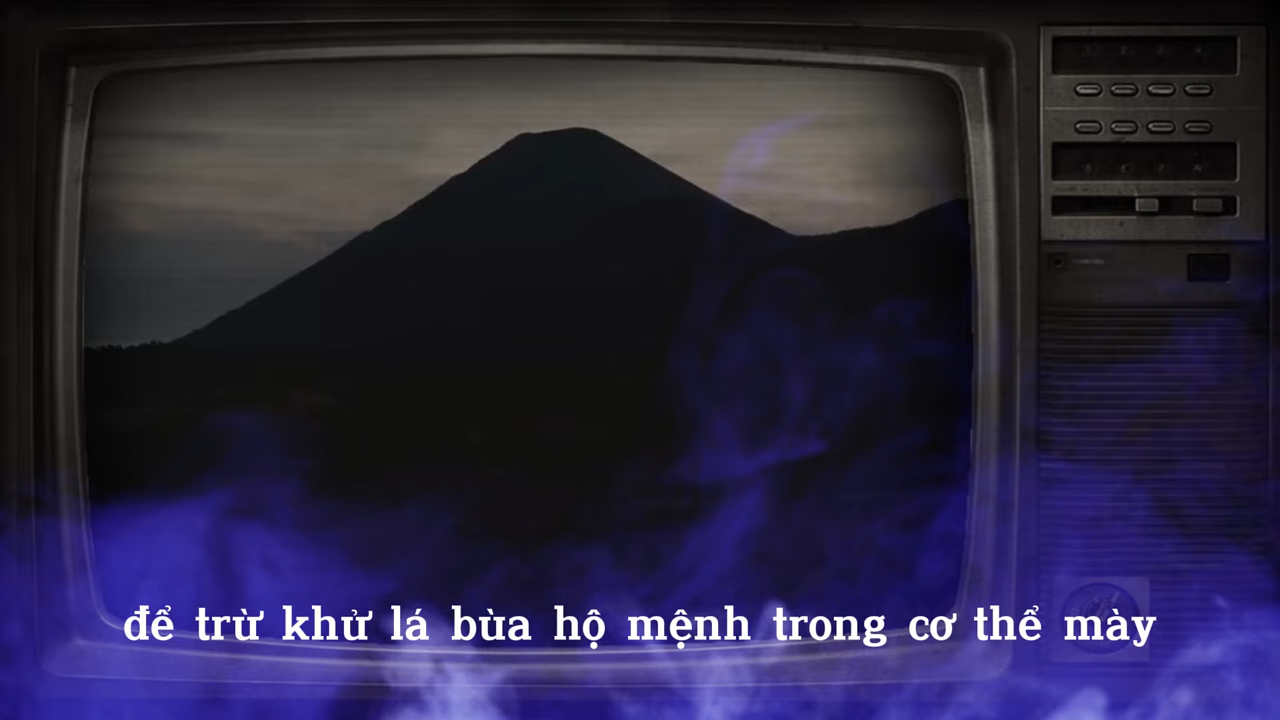 để trừ khử lá bùa hộ mệnh trong cơ thể mày